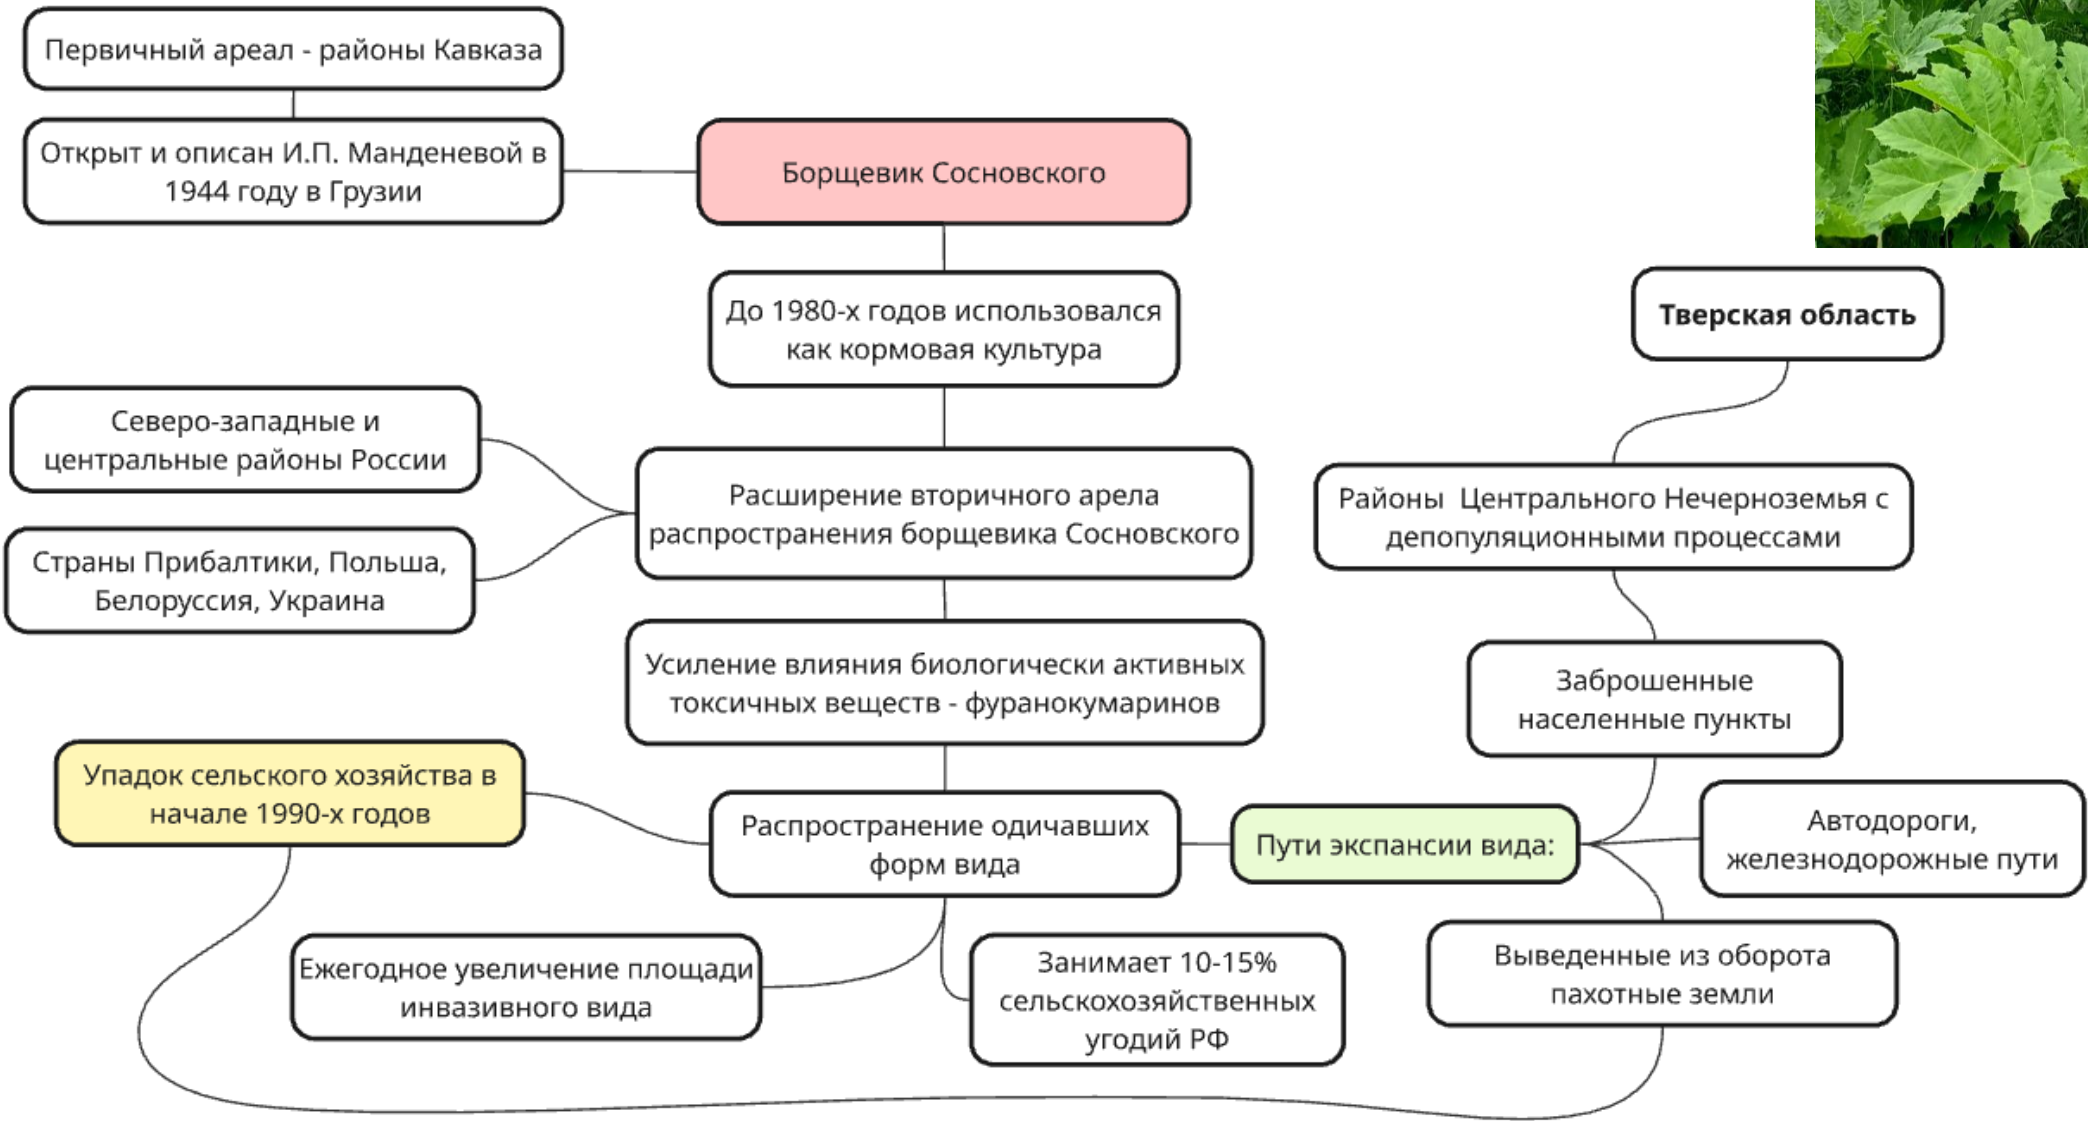 Первичный ареал - районы Кавказа
Открыт и описан И.П. Манденевой в
1944 году в Грузии
Борщевик Сосновского
До 1980-х годов использовался
как кормовая культура
Тверская область
Северо-западные и
центральные районы России
Расширение вторичного арела
распространения борщевика Сосновского
Районы Центрального Нечерноземья с
депопуляционными процессами
Страны Прибалтики, Польша,
Белоруссия, Украина
Усиление влияния биологически активных
токсичных веществ - фуранокумаринов
Заброшенные
населенные пункты
Упадок сельского хозяйства в
начале 1990-х годов
Распространение одичавших
форм вида
Пути экспансии вида:
Автодороги,
железнодорожные пути
Ежегодное увеличение площади
инвазивного вида
Занимает 10-15%
сельскохозяйственных
угодий РФ
Выведенные из оборота
пахотные земли